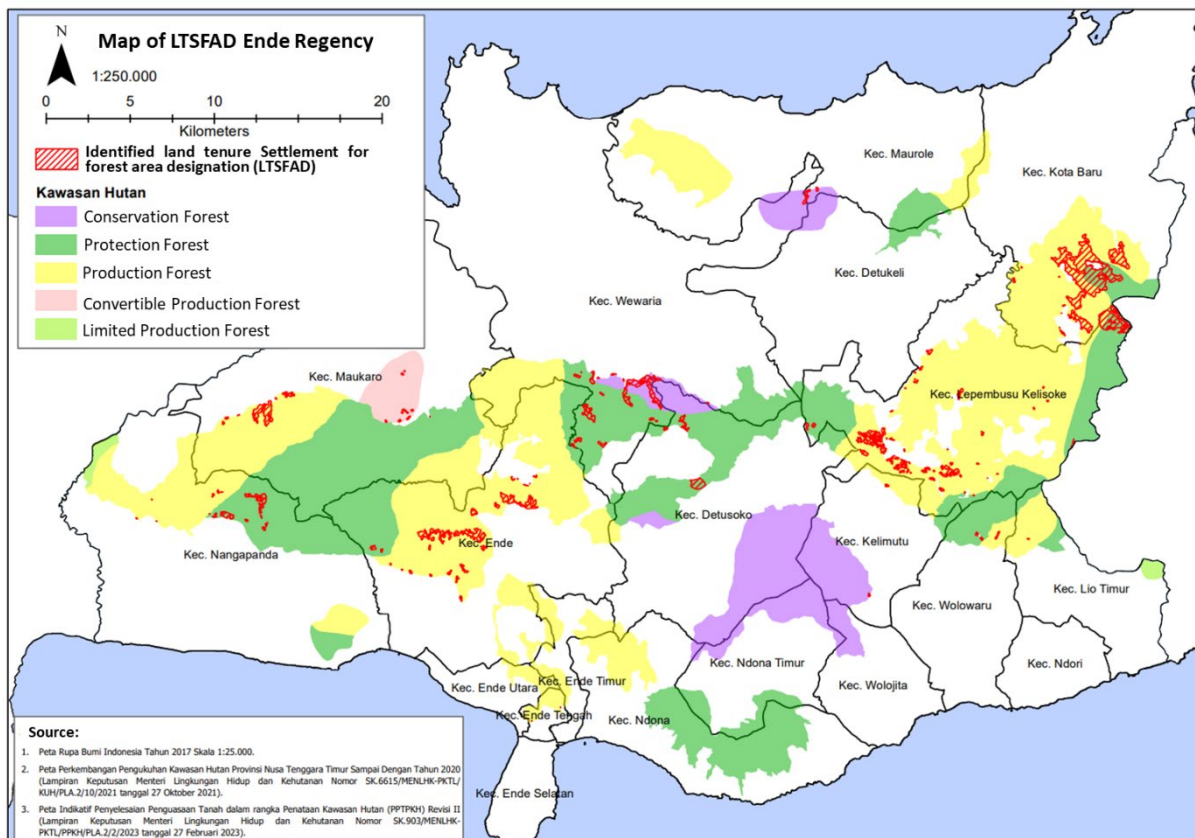 N
Map of LTSFAD Ende Regency
1:250.000
0 5 10 20
Kilometers
Identified land tenure Settlement for
forest area designation (LTSFAD)
Kawasan Hutan
Conservation Forest
Protection Forest
Production Forest
Convertible Production Forest
Limited Production Forest
Kec. Maurole
Kec. Kota Baru
Kec. Detukeli
Kec. Wewaria
Kec. Maukaro
Kec. Lepembusu Kelisoke
Kec. Detusoko
Kec. Ende
Kec. Kelimutu
Kec. Nangapanda
Kec. Lio Timur
Kec. Wolowaru
Kec. Ndona Timur
Kec. Ndori
Kec. Ende Utara
Kec. Ende Timur
Kec. Wolojita
Kec. Ende Tengah
Kec. Ndona
Kec. Ende Selatan
Source:
1. Peta Rupa Bumi Indonesia Tahun 2017 Skala 1:25.000.
2. Peta Perkembangan Pengukuhan Kawasan Hutan Provinsi Nusa Tenggara Timur Sampai Dengan Tahun 2020
(Lampiran Keputusan Menteri Lingkungan Hidup dan Kehutanan Nomor SK.6615/MENLHK-PKTL/
KUH/PLA.2/10/2021 tanggal 27 Oktober 2021).
3. Peta Indikatif Penyelesaian Penguasaan Tanah dalam rangka Penataan Kawasan Hutan (PPTPKH) Revisi II
(Lampiran Keputusan Menteri Lingkungan Hidup dan Kehutanan Nomor SK.903/MENLHK-
PKTL/PPKH/PLA.2/2/2023 tanggal 27 Februari 2023).